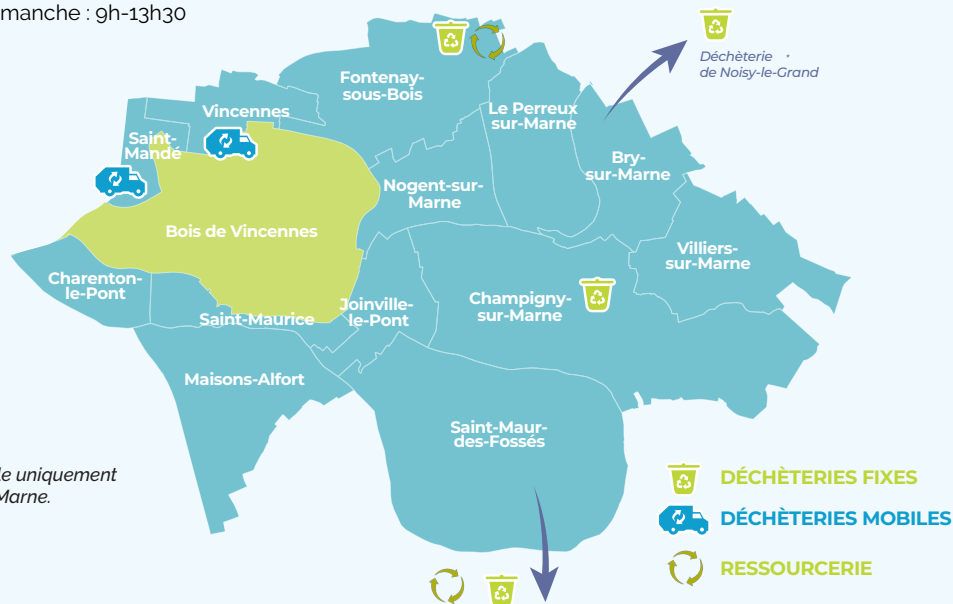 manche : 9h-13h30
Déchèterie
de Noisy-le-Grand
Fontenay-
sous-Bois
Le Perreux
sur-Marne
Vincennes
Saint-
Mandé
Bry-
sur-Marne
Nogent-sur-
Marne
Bois de Vincennes
Villiers-
sur-Marne
Charenton-
le-Pont
Saint-Maurice
Joinville-
le-Pont
Champigny-
sur-Marne
Maisons-Alfort
Saint-Maur-
des-Fossés
le uniquement
Marne.
DÉCHÈTERIES FIXES
DÉCHÈTERIES MOBILES
RESSOURCERIE